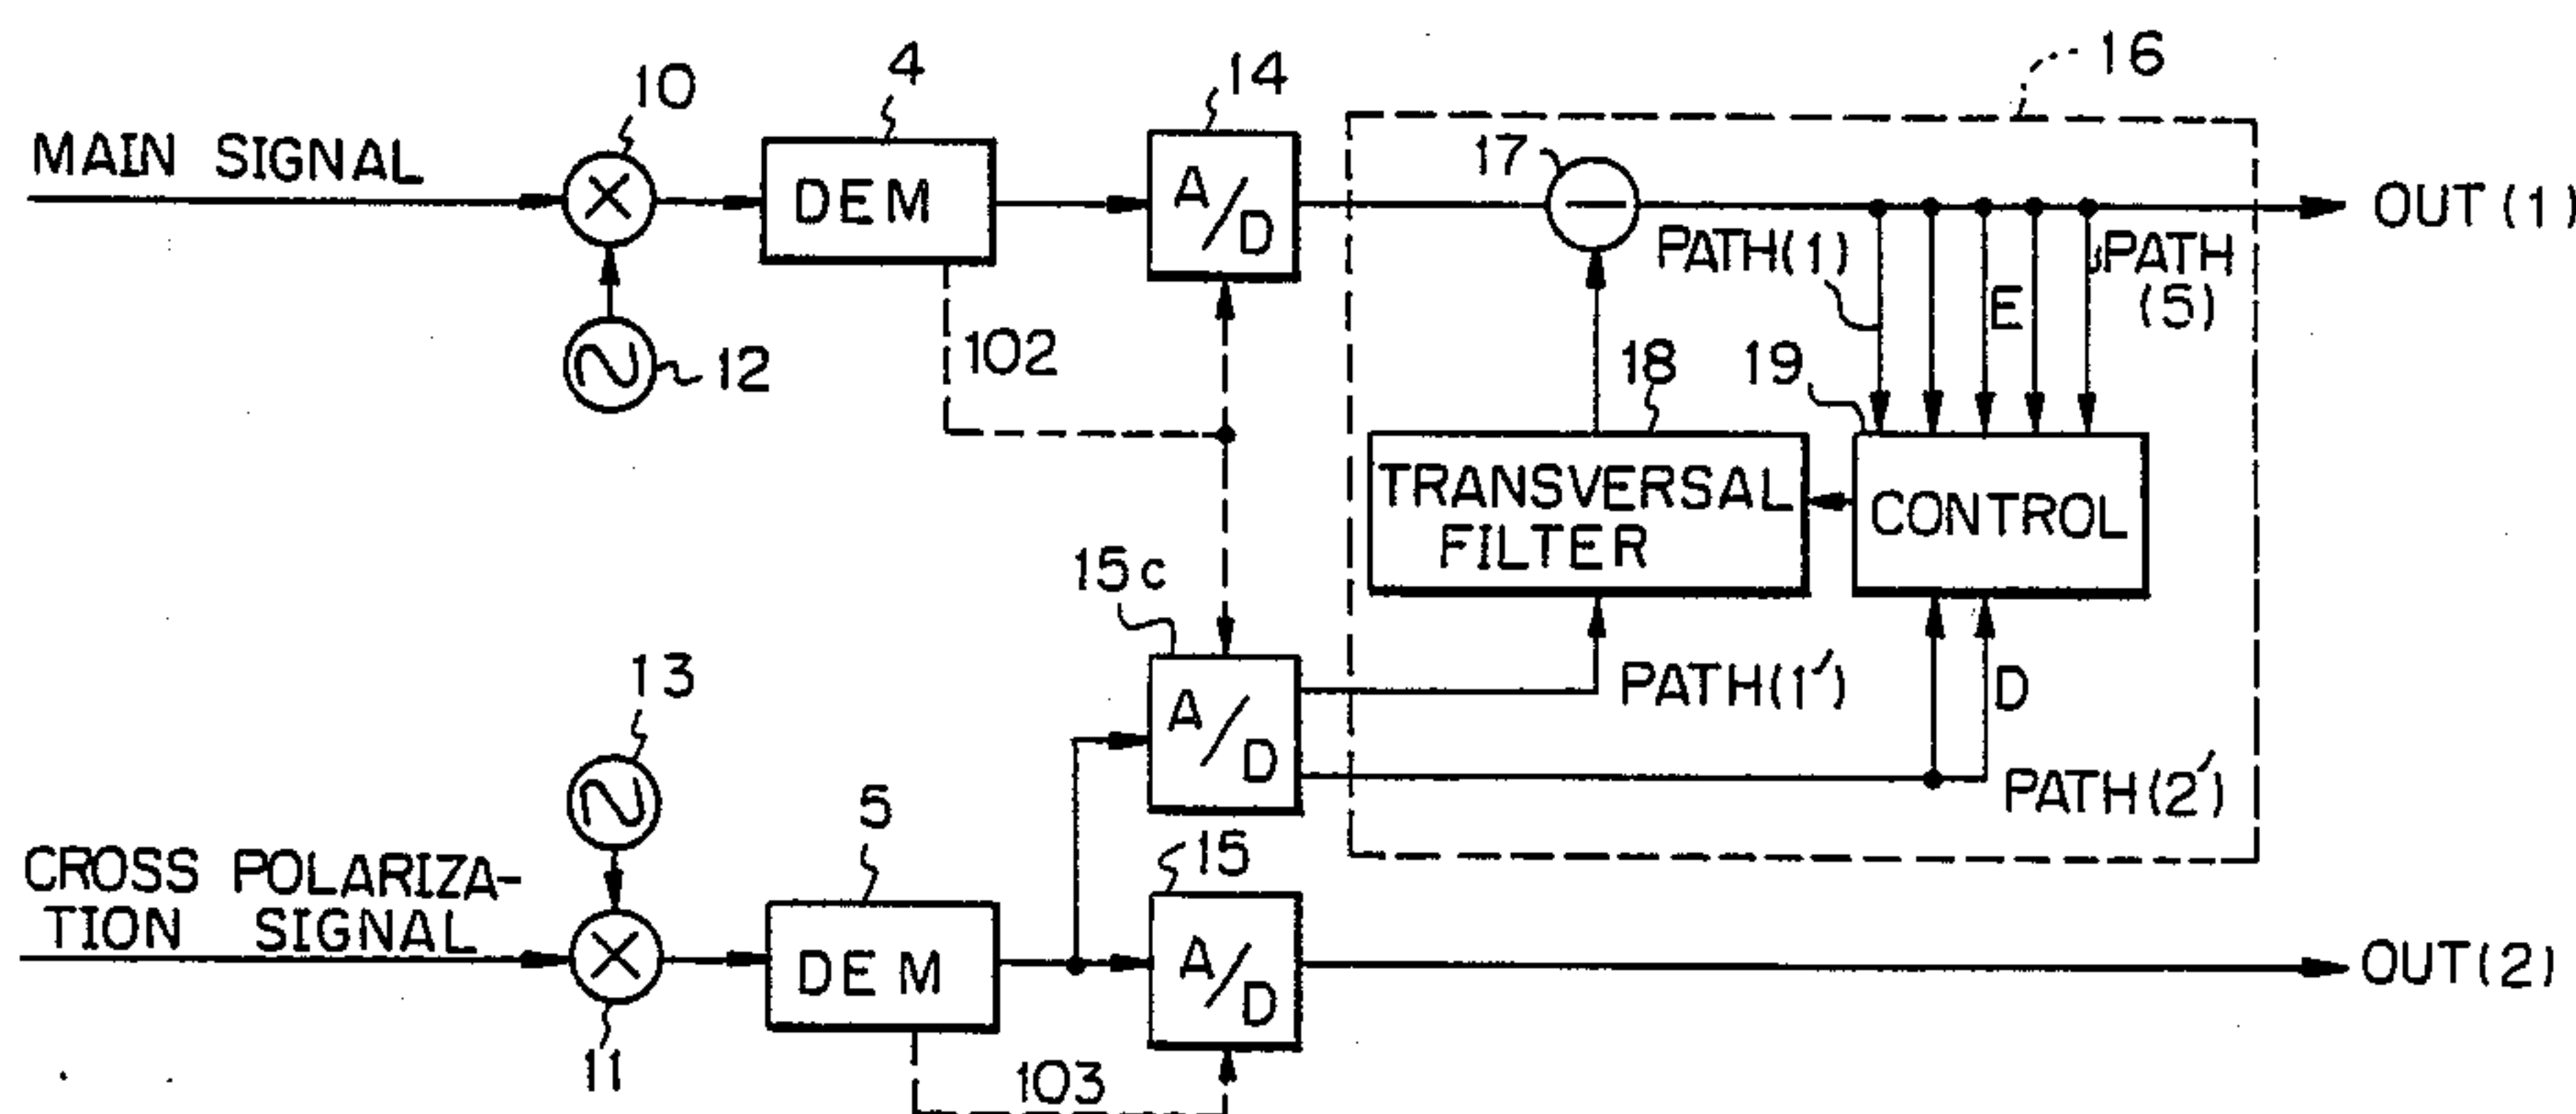 16
4
14
10
MAIN SIGNAL
17
DEM
A/D
OUT (1)
PATH(1)
PATH
(5)
E
12
102
18
19
TRANSVERSAL
FILTER
CONTROL
15c
13
A/D
PATH(1')
D
PATH(2')
5
15
CROSS POLARIZA-
TION SIGNAL
DEM
A/D
OUT(2)
11
103